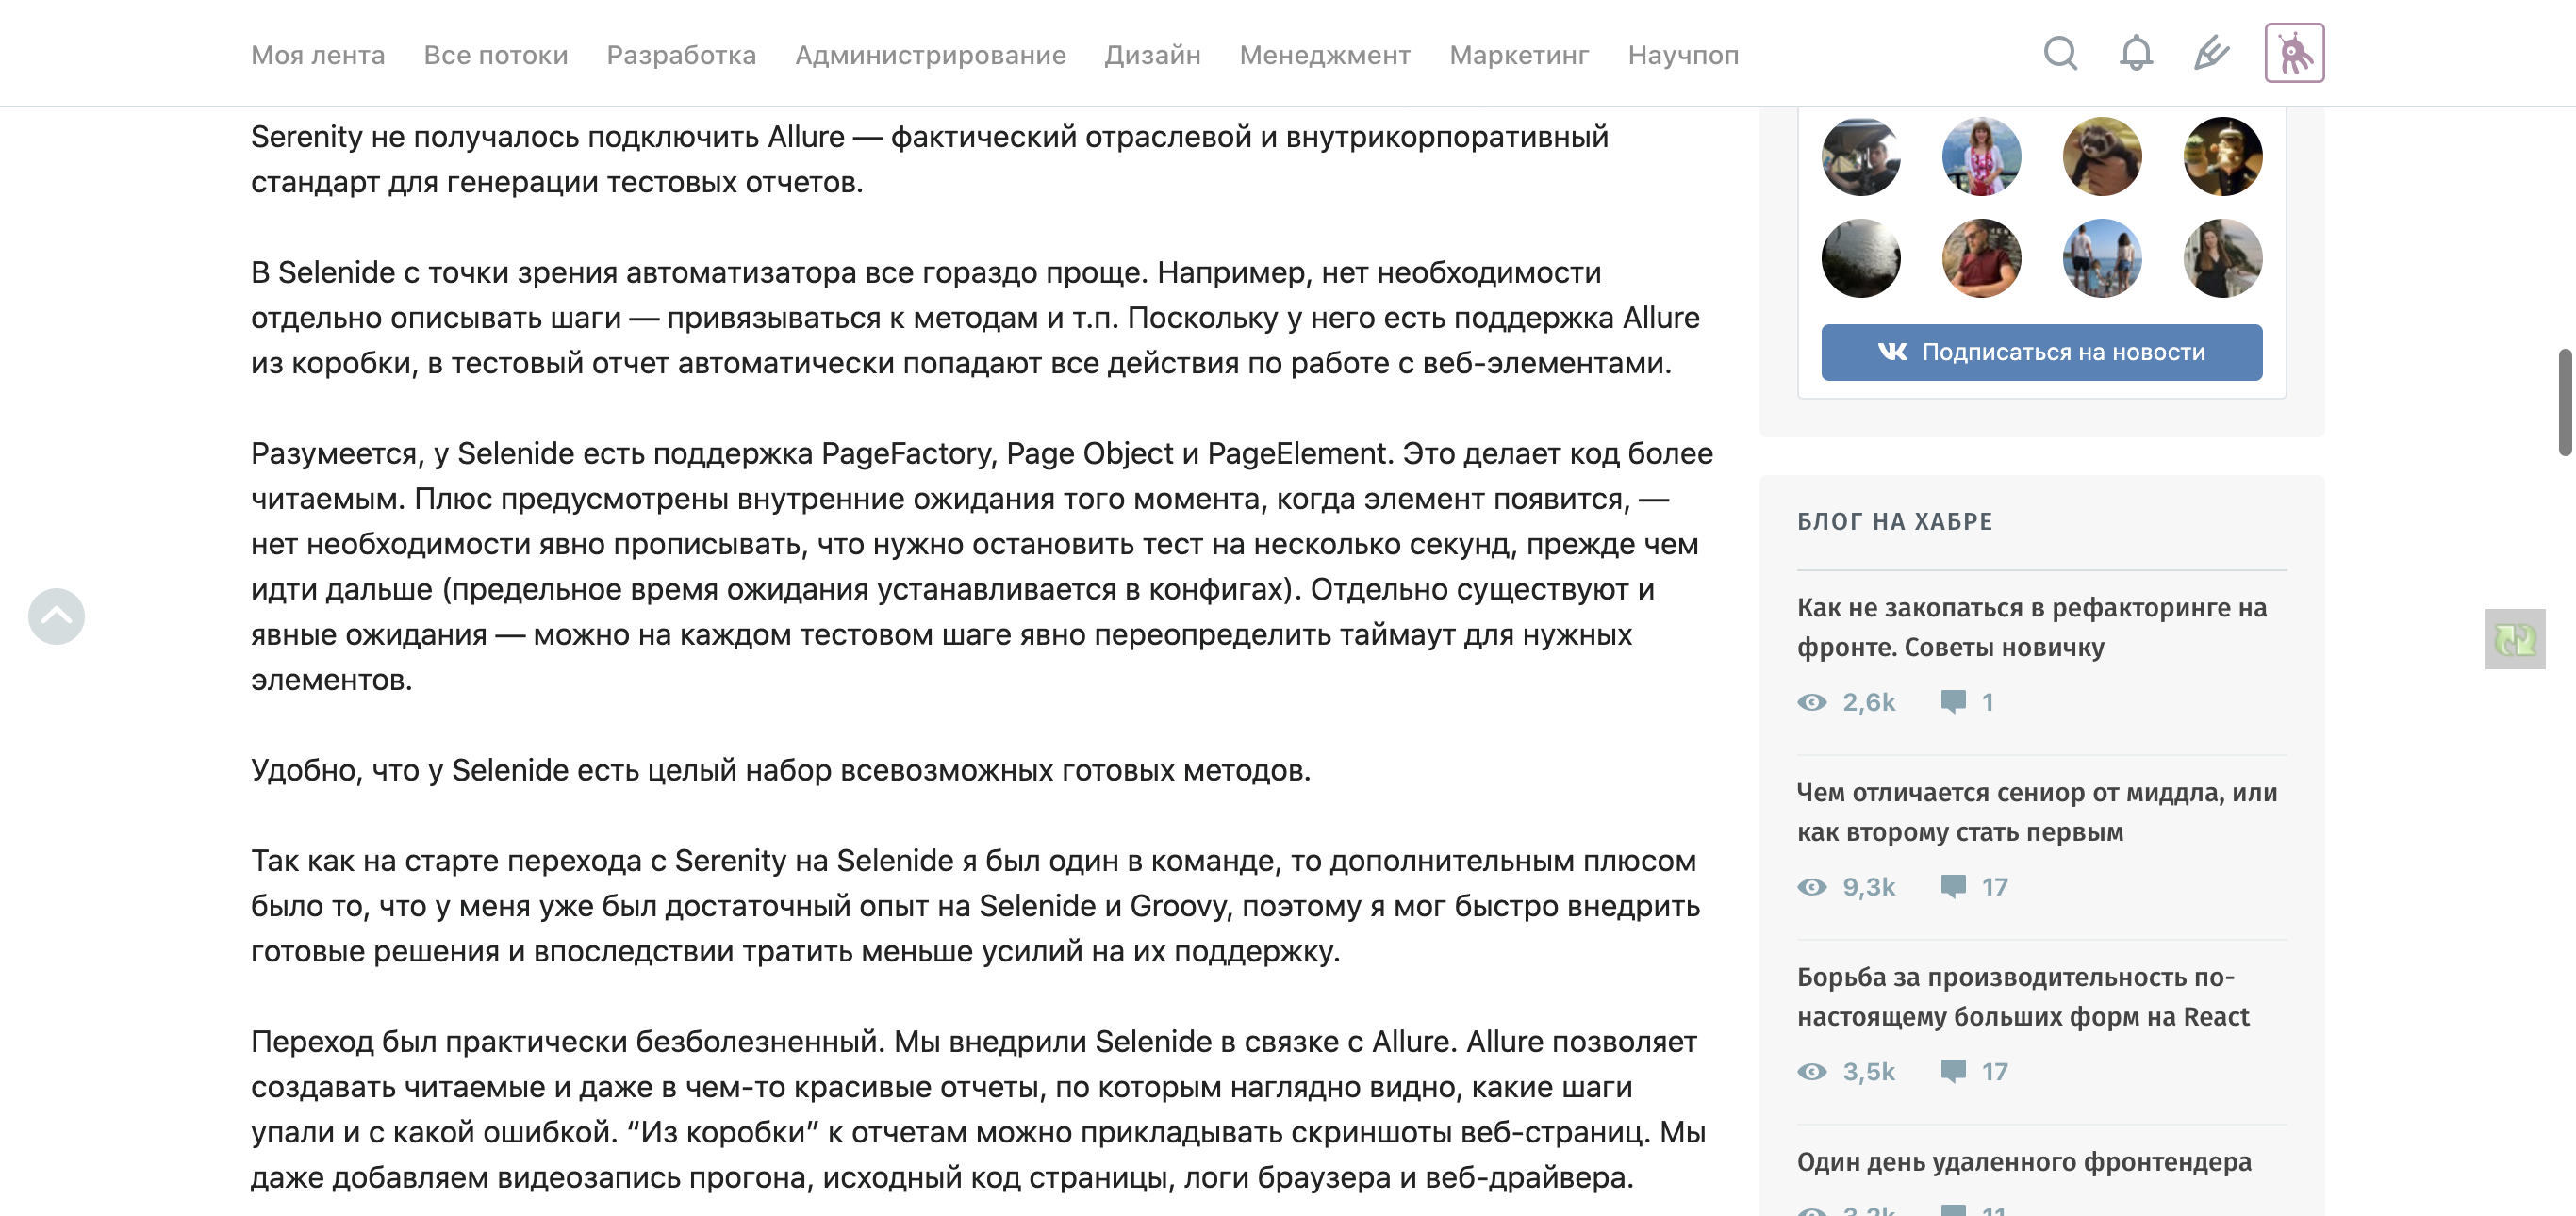 Моя лента Все потоки Разработка Администрирование Дизайн Менеджмент Маркетинг Научпоп
Serenity не получалось подключить Allure — фактический отраслевой и внутрикорпоративный
стандарт для генерации тестовых отчетов.
В Selenide с точки зрения автоматизатора все гораздо проще. Например, нет необходимости
отдельно описывать шаги — привязываться к методам и т.п. Поскольку у него есть поддержка Allure
из коробки, в тестовый отчет автоматически попадают все действия по работе с веб-элементами.
Разумеется, у Selenide есть поддержка PageFactory, Page Object и PageElement. Это делает код более
читаемым. Плюс предусмотрены внутренние ожидания того момента, когда элемент появится, —
нет необходимости явно прописывать, что нужно остановить тест на несколько секунд, прежде чем
идти дальше (предельное время ожидания устанавливается в конфигах). Отдельно существуют и
явные ожидания — можно на каждом тестовом шаге явно переопределить таймаут для нужных
элементов.
Удобно, что у Selenide есть целый набор всевозможных готовых методов.
Так как на старте перехода с Serenity на Selenide я был один в команде, то дополнительным плюсом
было то, что у меня уже был достаточный опыт на Selenide и Groovy, поэтому я мог быстро внедрить
готовые решения и впоследствии тратить меньше усилий на их поддержку.
Переход был практически безболезненный. Мы внедрили Selenide в связке с Allure. Allure позволяет
создавать читаемые и даже в чем-то красивые отчеты, по которым наглядно видно, какие шаги
упали и с какой ошибкой. “Из коробки” к отчетам можно прикладывать скриншоты веб-страниц. Мы
даже добавляем видеозапись прогона, исходный код страницы, логи браузера и веб-драйвера.
Подписаться на новости
БЛОГ НА ХАБРЕ
Как не закопаться в рефакторинге на
фронте. Советы новичку
2,6k 1
Чем отличается сениор от миддла, или
как второму стать первым
9,3k 17
Борьба за производительность по-
настоящему больших форм на React
3,5k 17
Один день удаленного фронтендера